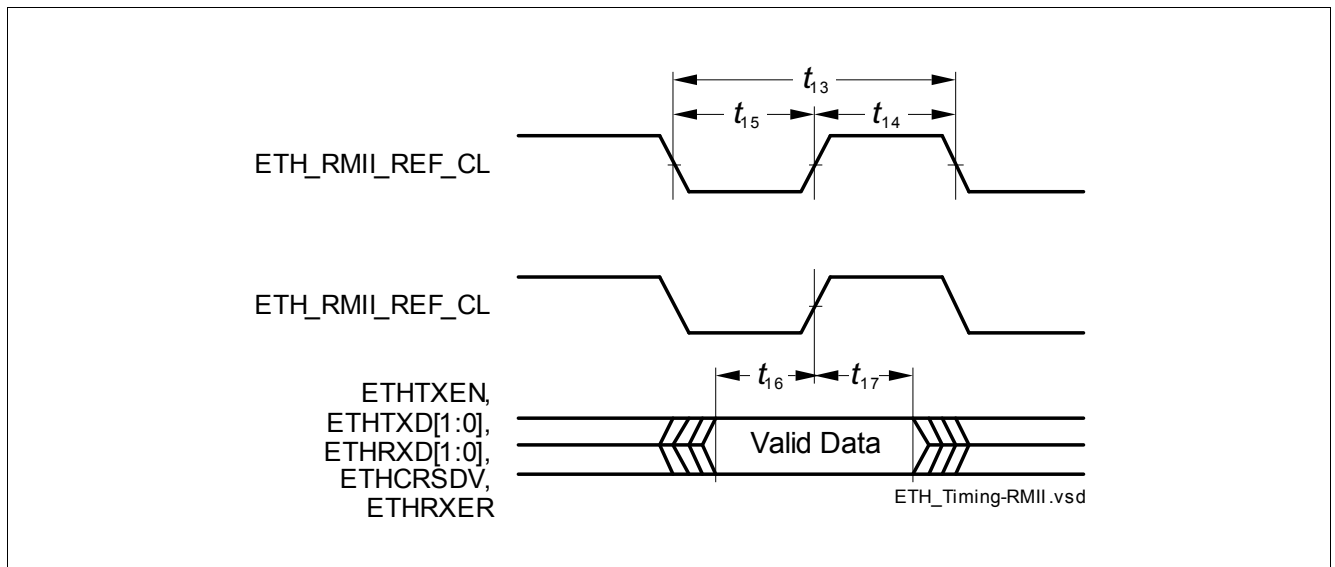 t13
t15
t14
ETH_RMII_REF_CL
ETH_RMII_REF_CL
t16
t17
ETHTXEN,
ETHTXD[1:0],
ETHRXD[1:0],
ETHCRSDV,
ETHRXER
Valid Data
ETH_Timing-RMII.vsd